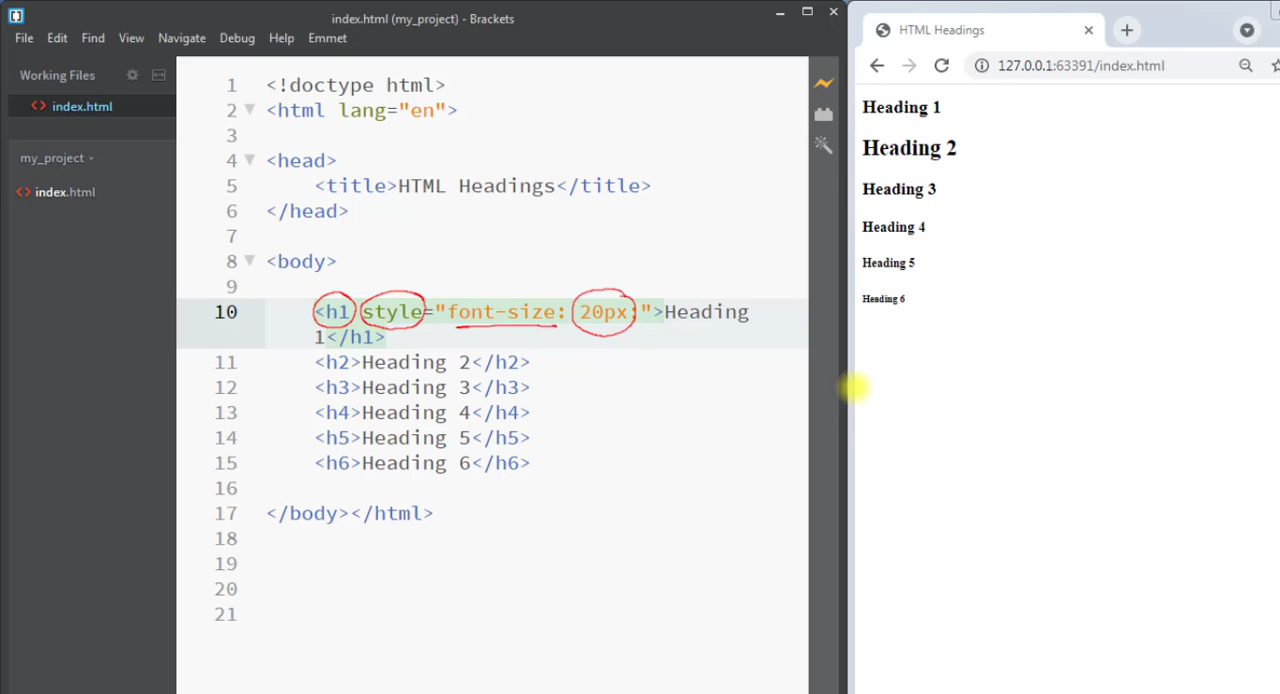 index.html (my_project) - Brackets
File Edit Find View Navigate Debug Help Emmet
Working Files
index.html
my_project
index.html
1 <!doctype html>
2 <html lang="en">
3
4 <head>
5 <title>HTML Headings</title>
6 </head>
7
8 <body>
9
10 <h1 style="font-size: 20px;">Heading
1</h1>
11 <h2>Heading 2</h2>
12 <h3>Heading 3</h3>
13 <h4>Heading 4</h4>
14 <h5>Heading 5</h5>
15 <h6>Heading 6</h6>
16
17 </body></html>
18
19
20
21
HTML Headings
127.0.0.1:63391/index.html
Heading 1
Heading 2
Heading 3
Heading 4
Heading 5
Heading 6